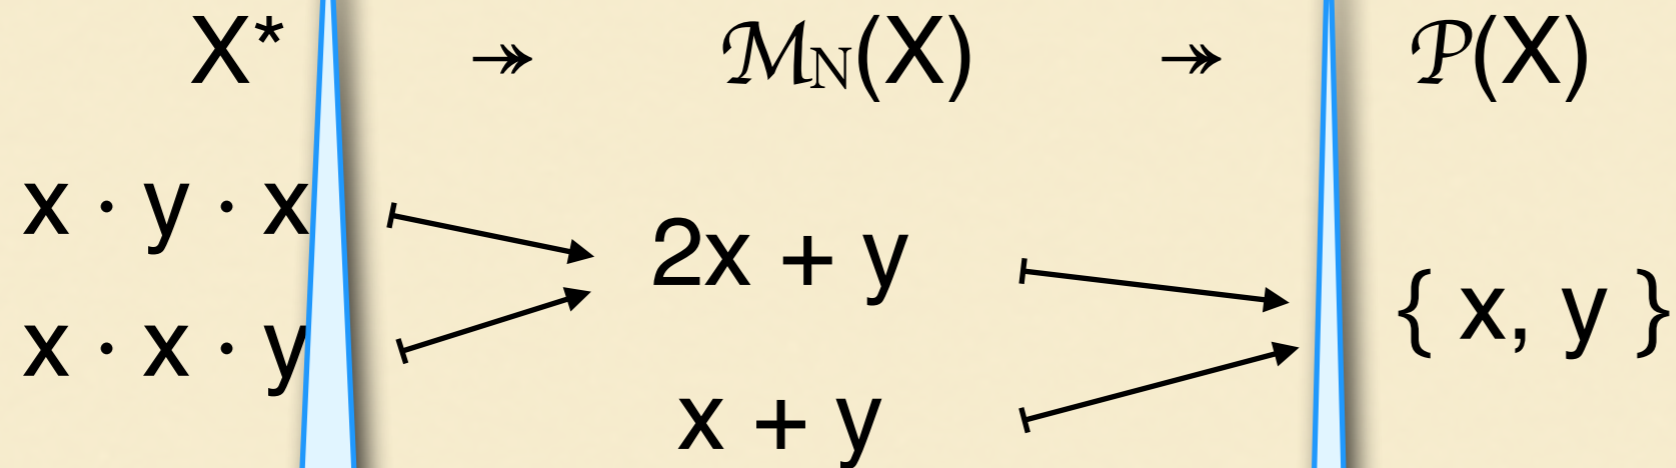 X* ↠ ℳN(X) ↠ 𝒫(X)
x · y · x
2x + y
{ x, y }
x · x · y
x + y